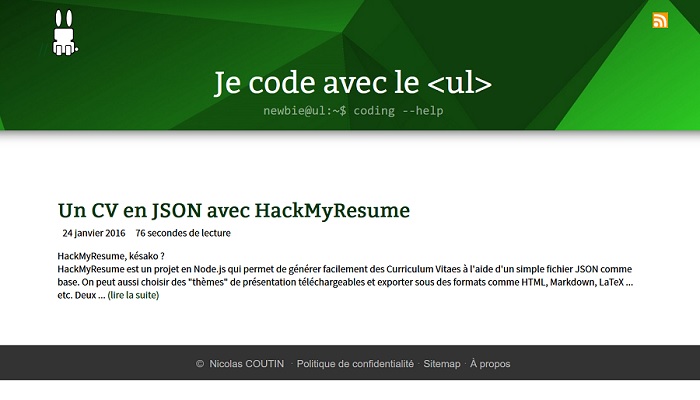 Je code avec le <ul>
newbie@ul:~$ coding --help
Un CV en JSON avec HackMyResume
24 janvier 2016 76 secondes de lecture
HackMyResume, késako ?
HackMyResume est un projet en Node.js qui permet de générer facilement des Curriculum Vitaes à l'aide d'un simple fichier JSON comme
base. On peut aussi choisir des "thèmes" de présentation téléchargeables et exporter sous des formats comme HTML, Markdown, LaTeX ...
etc. Deux ... (lire la suite)
© Nicolas COUTIN · Politique de confidentialité · Sitemap · À propos